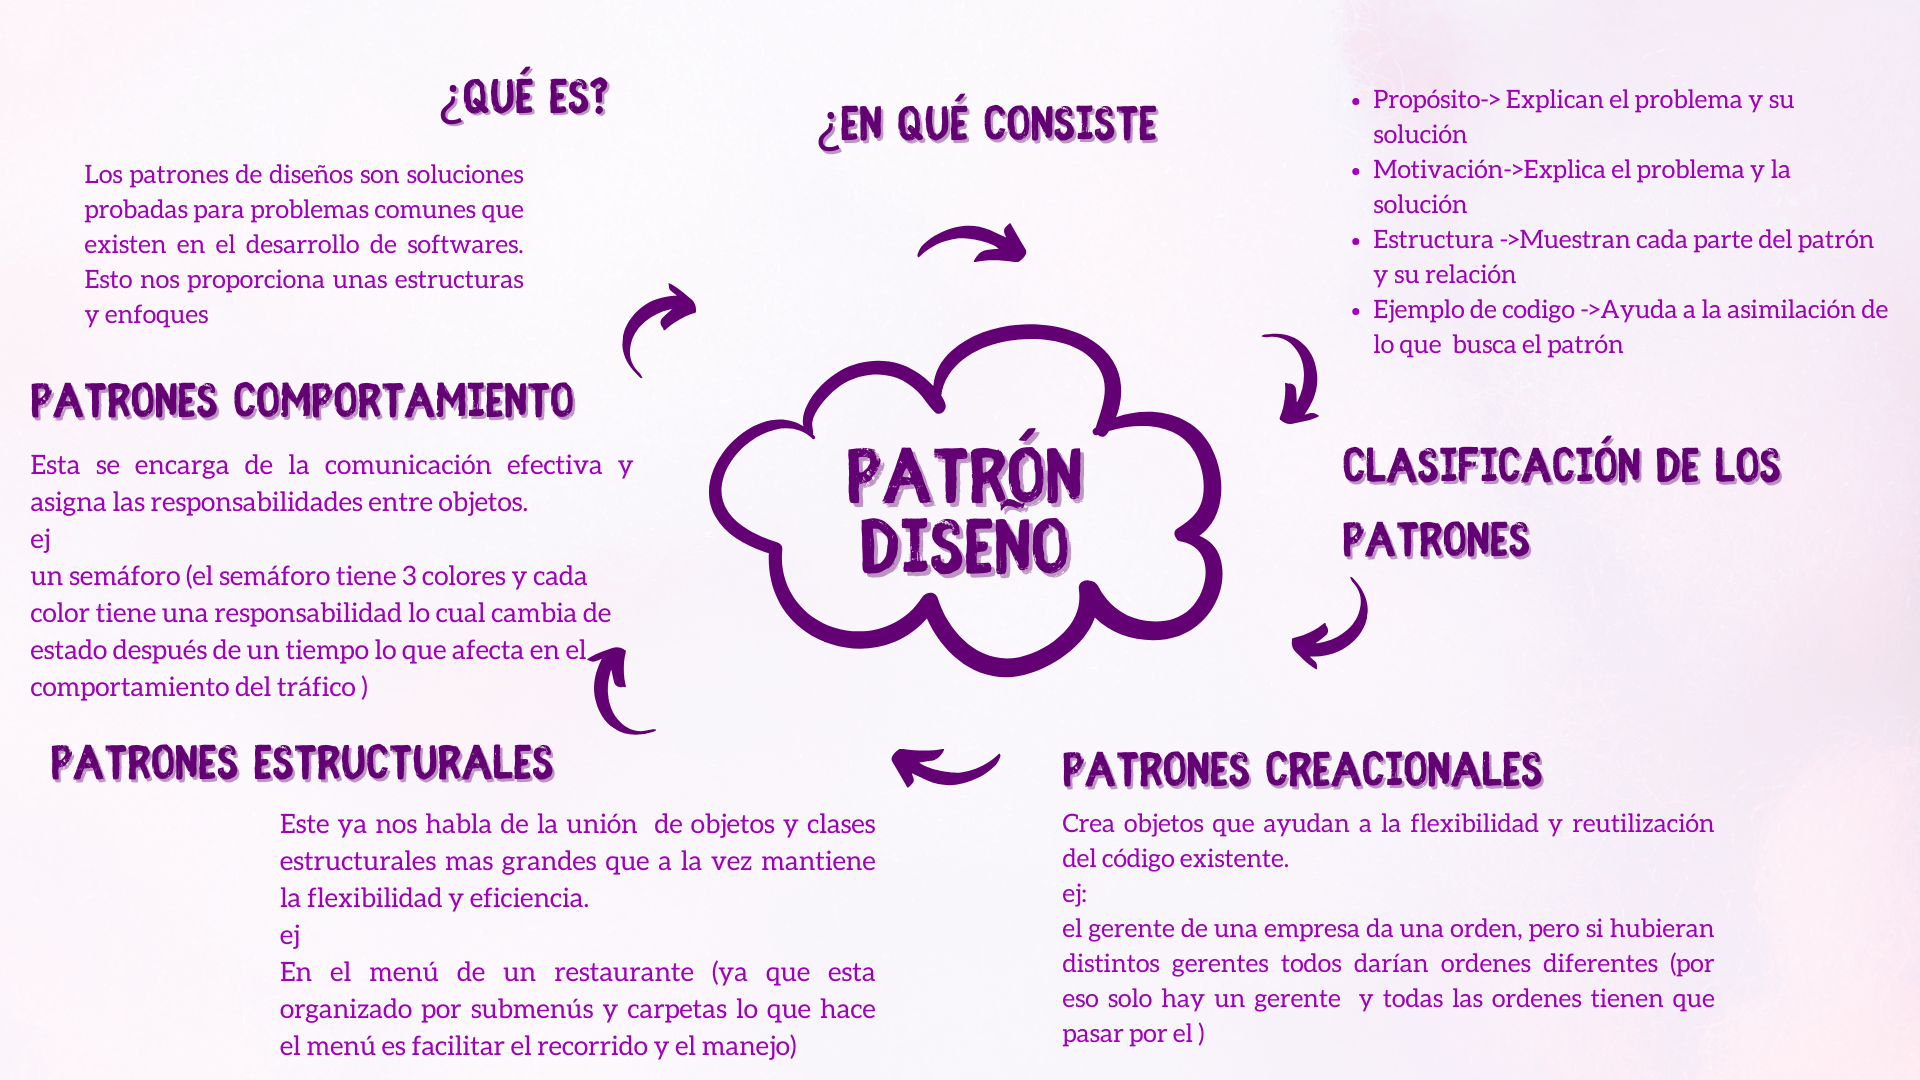 ¿QUÉ ES?
Los patrones de diseños son soluciones
probadas para problemas comunes que
existen en el desarrollo de softwares.
Esto nos proporciona unas estructuras
y enfoques
¿EN QUÉ CONSISTE
• Propósito-> Explican el problema y su
solución
• Motivación->Explica el problema y la
solución
• Estructura ->Muestran cada parte del patrón
y su relación
• Ejemplo de codigo ->Ayuda a la asimilación de
lo que  busca el patrón
PATRÓN
DISEÑO
CLASIFICACIÓN DE LOS
PATRONES
PATRONES CREACIONALES
Crea objetos que ayudan a la flexibilidad y reutilización
del código existente.
ej:
el gerente de una empresa da una orden, pero si hubieran
distintos gerentes todos darían ordenes diferentes (por
eso solo hay un gerente  y todas las ordenes tienen que
pasar por el )
PATRONES ESTRUCTURALES
Este ya nos habla de la unión  de objetos y clases
estructurales mas grandes que a la vez mantiene
la flexibilidad y eficiencia.
ej
En el menú de un restaurante (ya que esta
organizado por submenús y carpetas lo que hace
el menú es facilitar el recorrido y el manejo)
PATRONES COMPORTAMIENTO
Esta se encarga de la comunicación efectiva y
asigna las responsabilidades entre objetos.
ej
un semáforo (el semáforo tiene 3 colores y cada
color tiene una responsabilidad lo cual cambia de
estado después de un tiempo lo que afecta en el
comportamiento del tráfico )